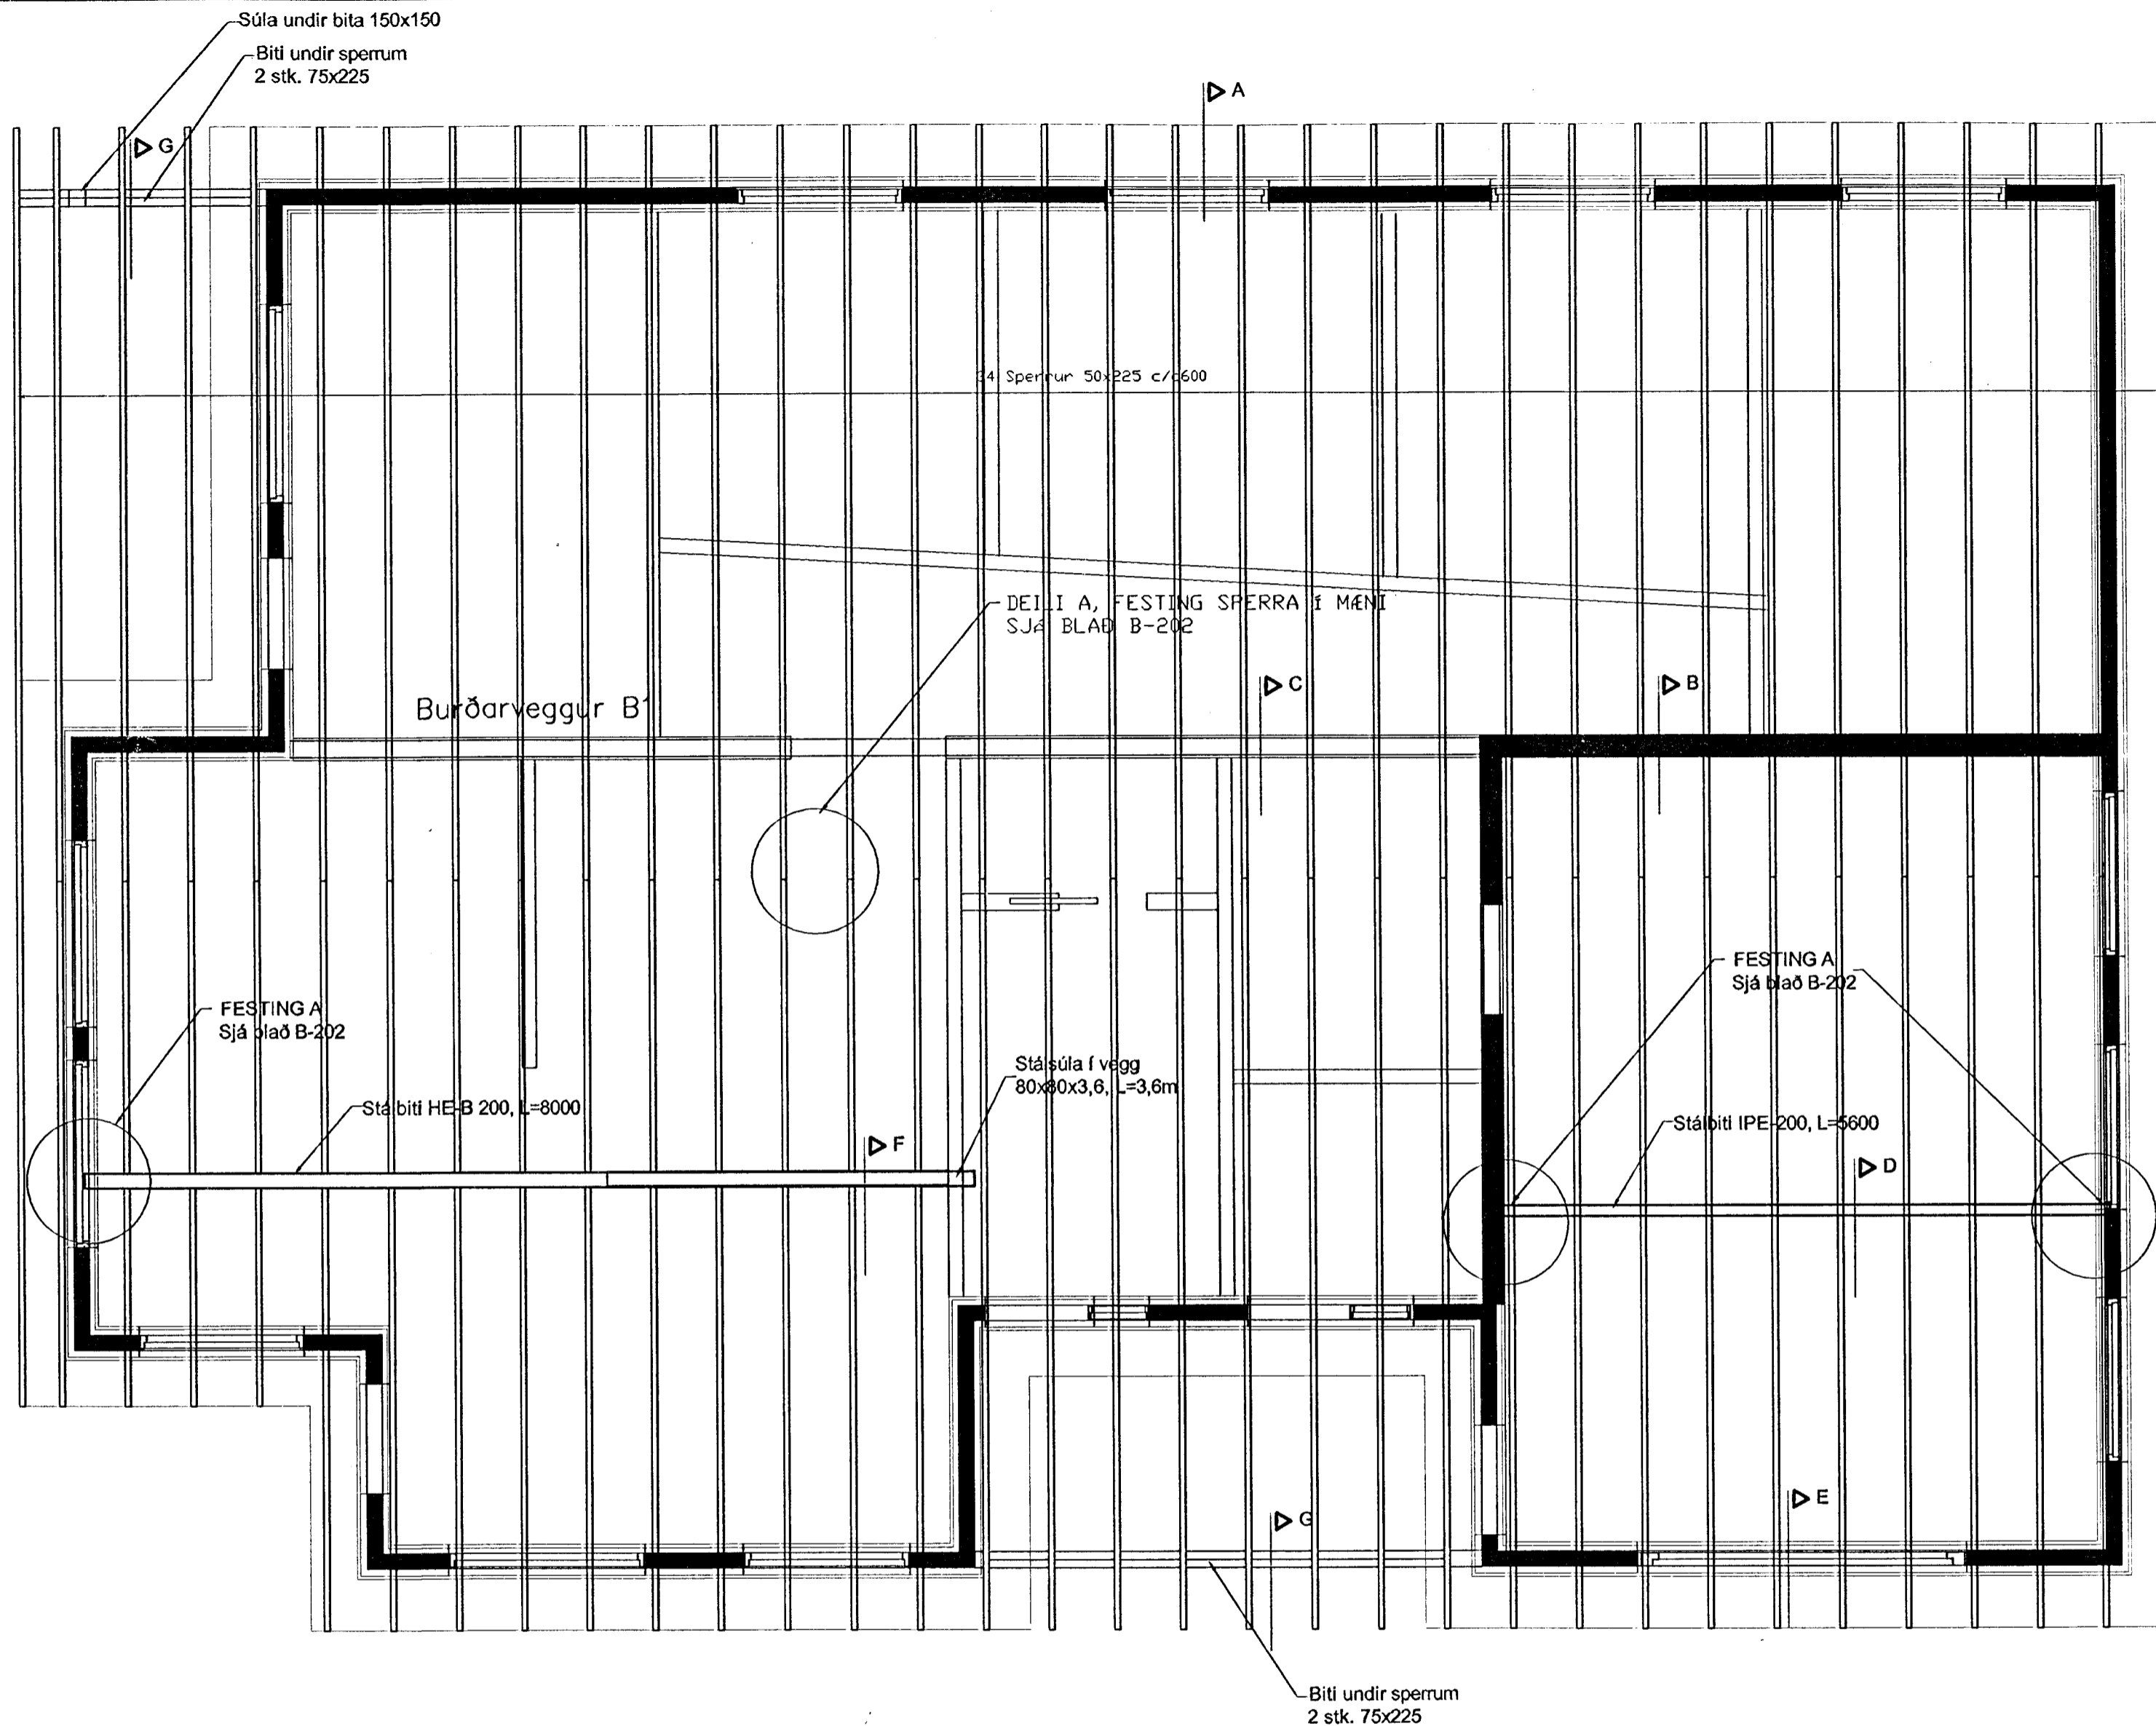 Súla undir bita 150x150
Biti undir sperrum
2 stk. 75x225
A
G
34 Sperrur 50x225 c/c600
DEILI A, FESTING SPERRA Í MÆNI
SJÁ BLAÐ B-202
C
B
Burðarveggur B1
FESTING A
Sjá blað B-202
FESTING A
Sjá blað B-202
Stálsúla í vegg
80x80x3,6, L=3,6m
Stálbiti HE-B 200, L=8000
Stálbiti IPE-200, L=5600
F
D
E
G
Biti undir sperrum
2 stk. 75x225